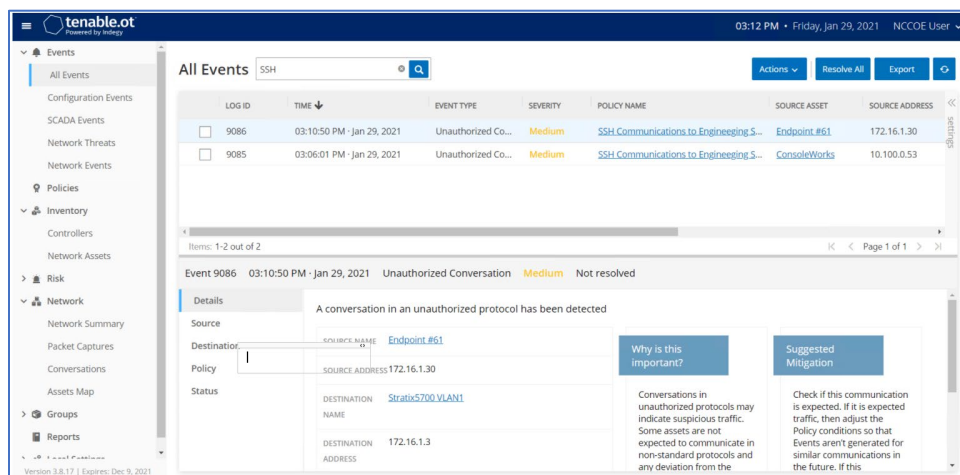 tenable.ot
Powered by Indegy
03:12 PM • Friday, Jan 29, 2021 NCCOE User
Events
All Events
Configuration Events
SCADA Events
Network Threats
Network Events
Policies
Inventory
Controllers
Network Assets
Risk
Network
Network Summary
Packet Captures
Conversations
Assets Map
Groups
Reports
Local Settings
Version 3.8.17 | Expires: Dec 9, 2021
All Events SSH
Actions Resolve All Export
LOG ID TIME EVENT TYPE SEVERITY POLICY NAME SOURCE ASSET SOURCE ADDRESS
9086 03:10:50 PM · Jan 29, 2021 Unauthorized Co... Medium SSH Communications to Engineeging S... Endpoint #61 172.16.1.30
9085 03:06:01 PM · Jan 29, 2021 Unauthorized Co... Medium SSH Communications to Engineeging S... ConsoleWorks 10.100.0.53
settings
Items: 1-2 out of 2
Page 1 of 1
Event 9086 03:10:50 PM · Jan 29, 2021 Unauthorized Conversation Medium Not resolved
Details
Source
Destination
Policy
Status
A conversation in an unauthorized protocol has been detected
SOURCE NAME Endpoint #61
SOURCE ADDRESS 172.16.1.30
DESTINATION Stratix5700 VLAN1
NAME
DESTINATION 172.16.1.3
ADDRESS
Why is this
important?
Conversations in
unauthorized protocols may
indicate suspicious traffic.
Some assets are not
expected to communicate in
non-standard protocols and
any deviation from the
Suggested
Mitigation
Check if this communication
is expected. If it is expected
traffic, then adjust the
Policy conditions so that
Events aren't generated for
similar communications in
the future. If this